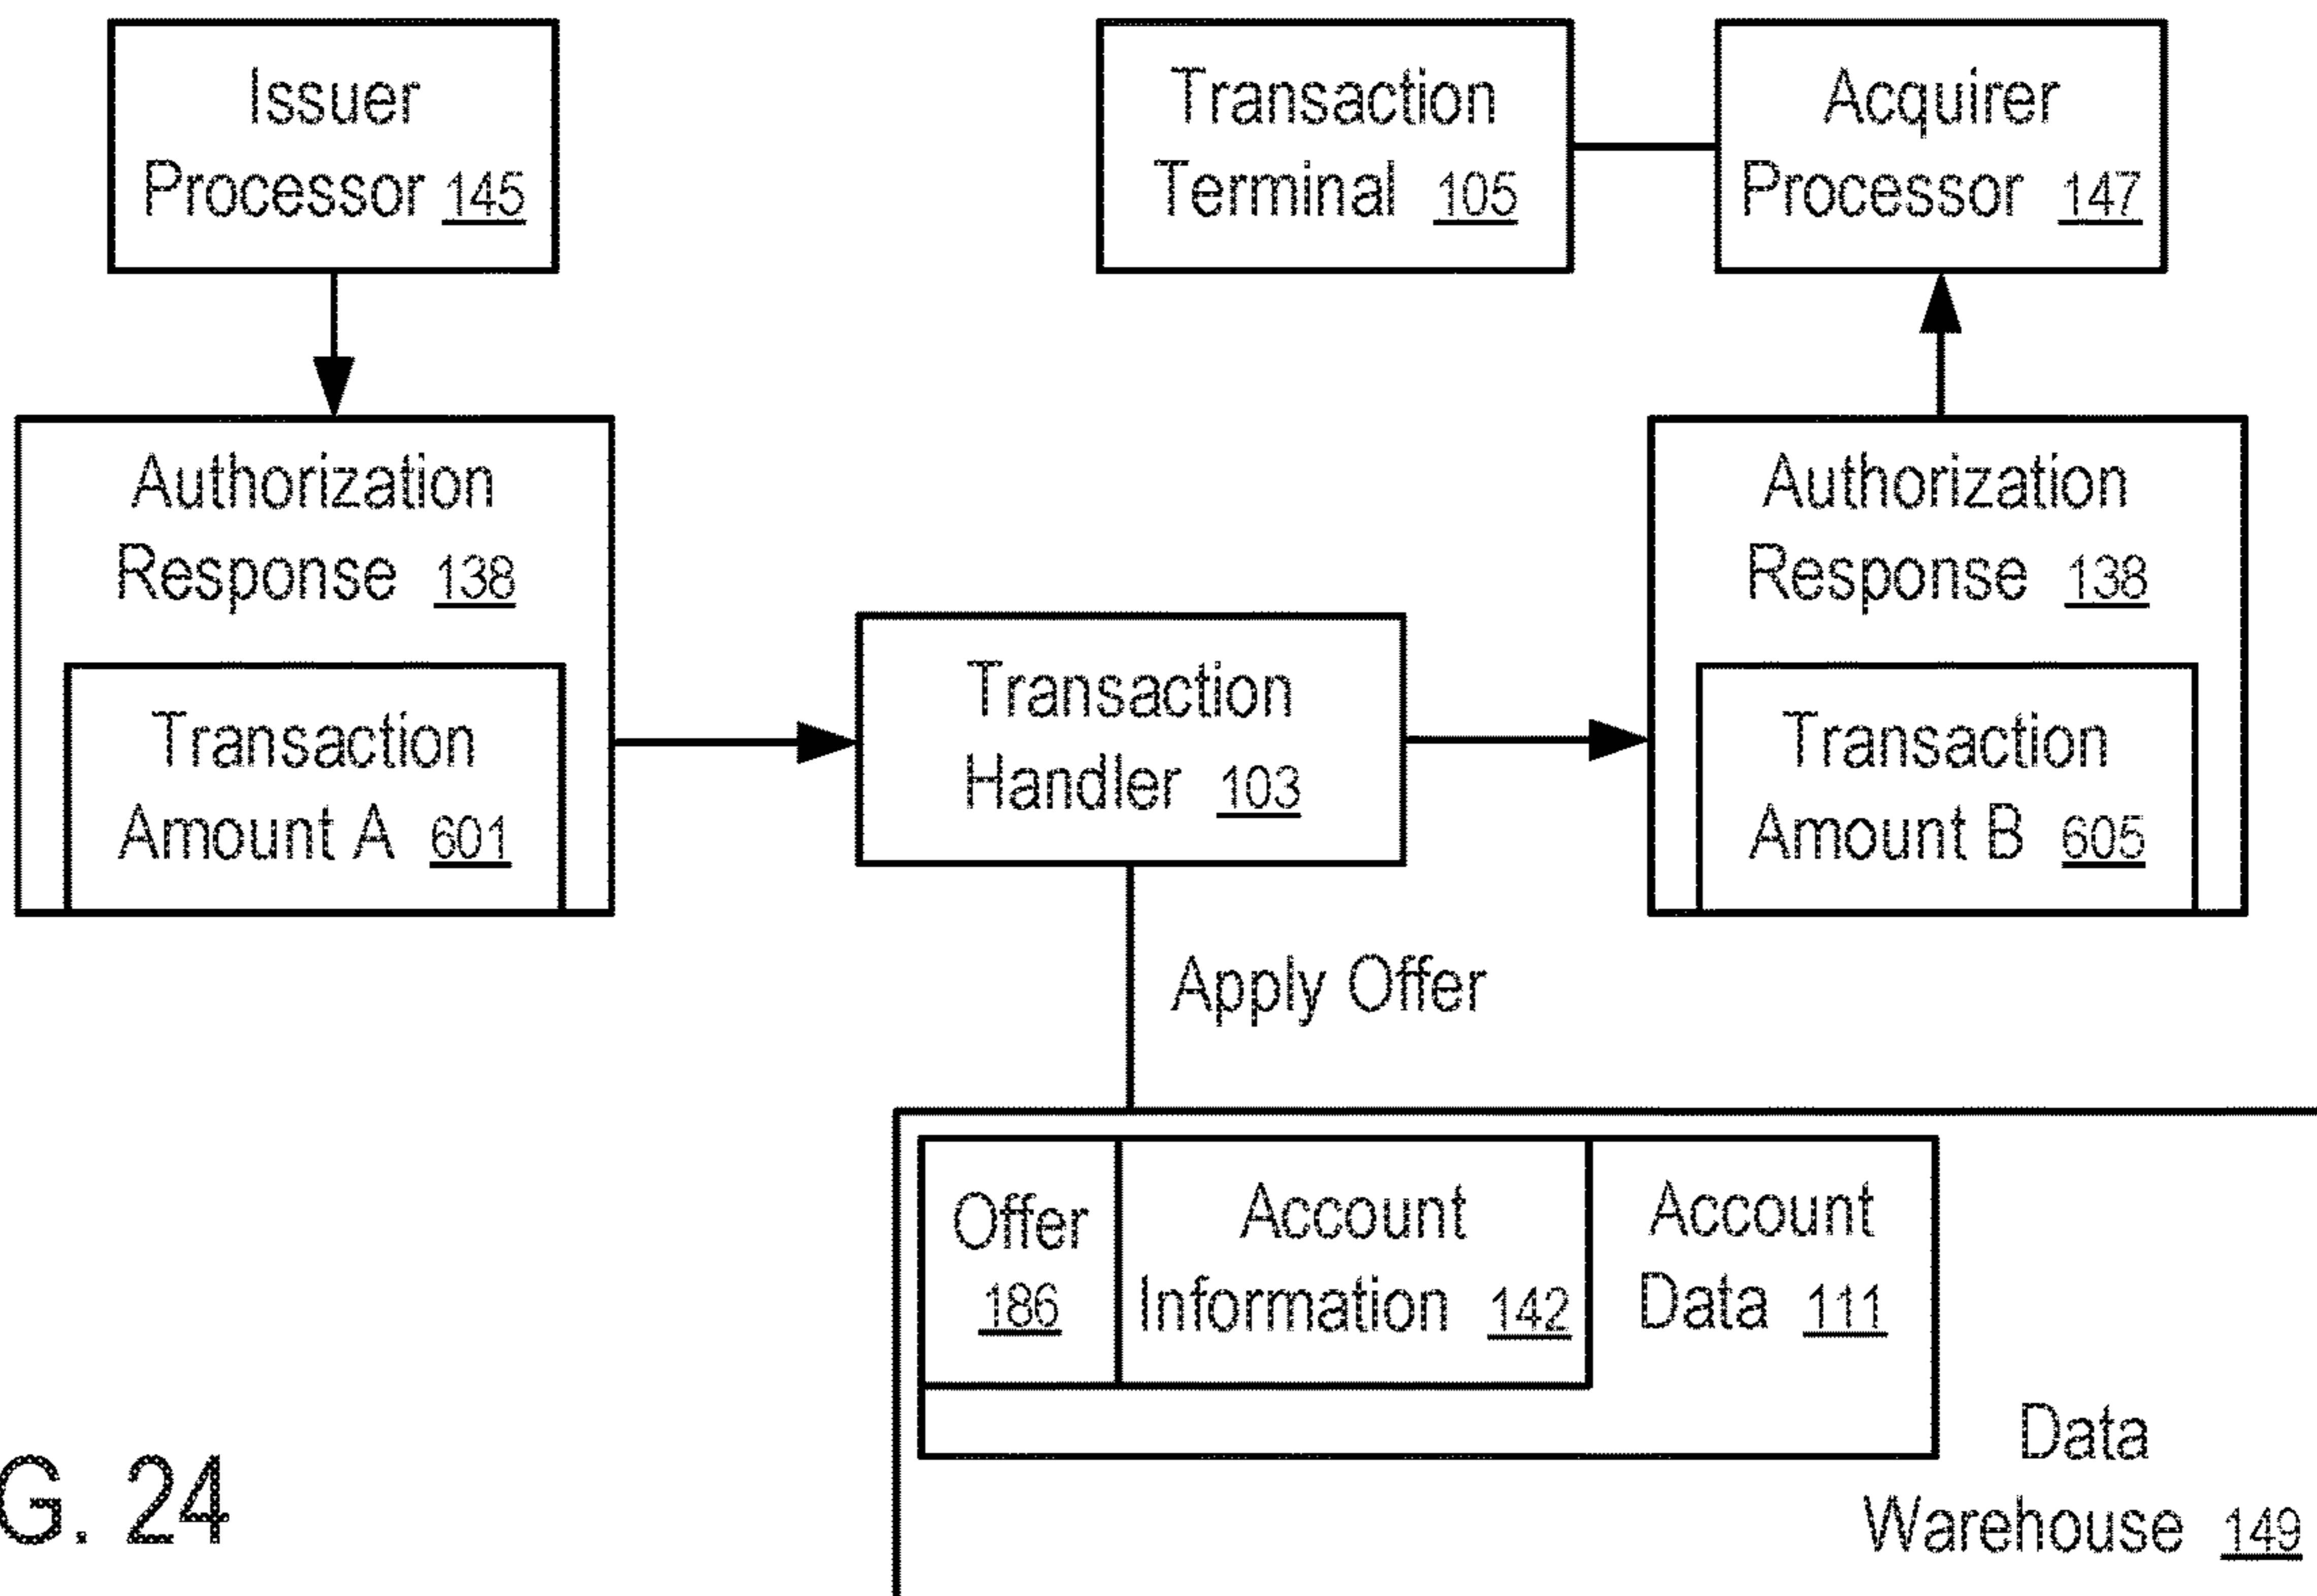 Issuer
Processor 145
Transaction
Terminal 105
Acquirer
Processor 147
Authorization
Response 138
Transaction
Amount A 601
Transaction
Handler 103
Authorization
Response 138
Transaction
Amount B 605
Apply Offer
Offer
186
Account
Information 142
Account
Data 111
Data
Warehouse 149
G. 24